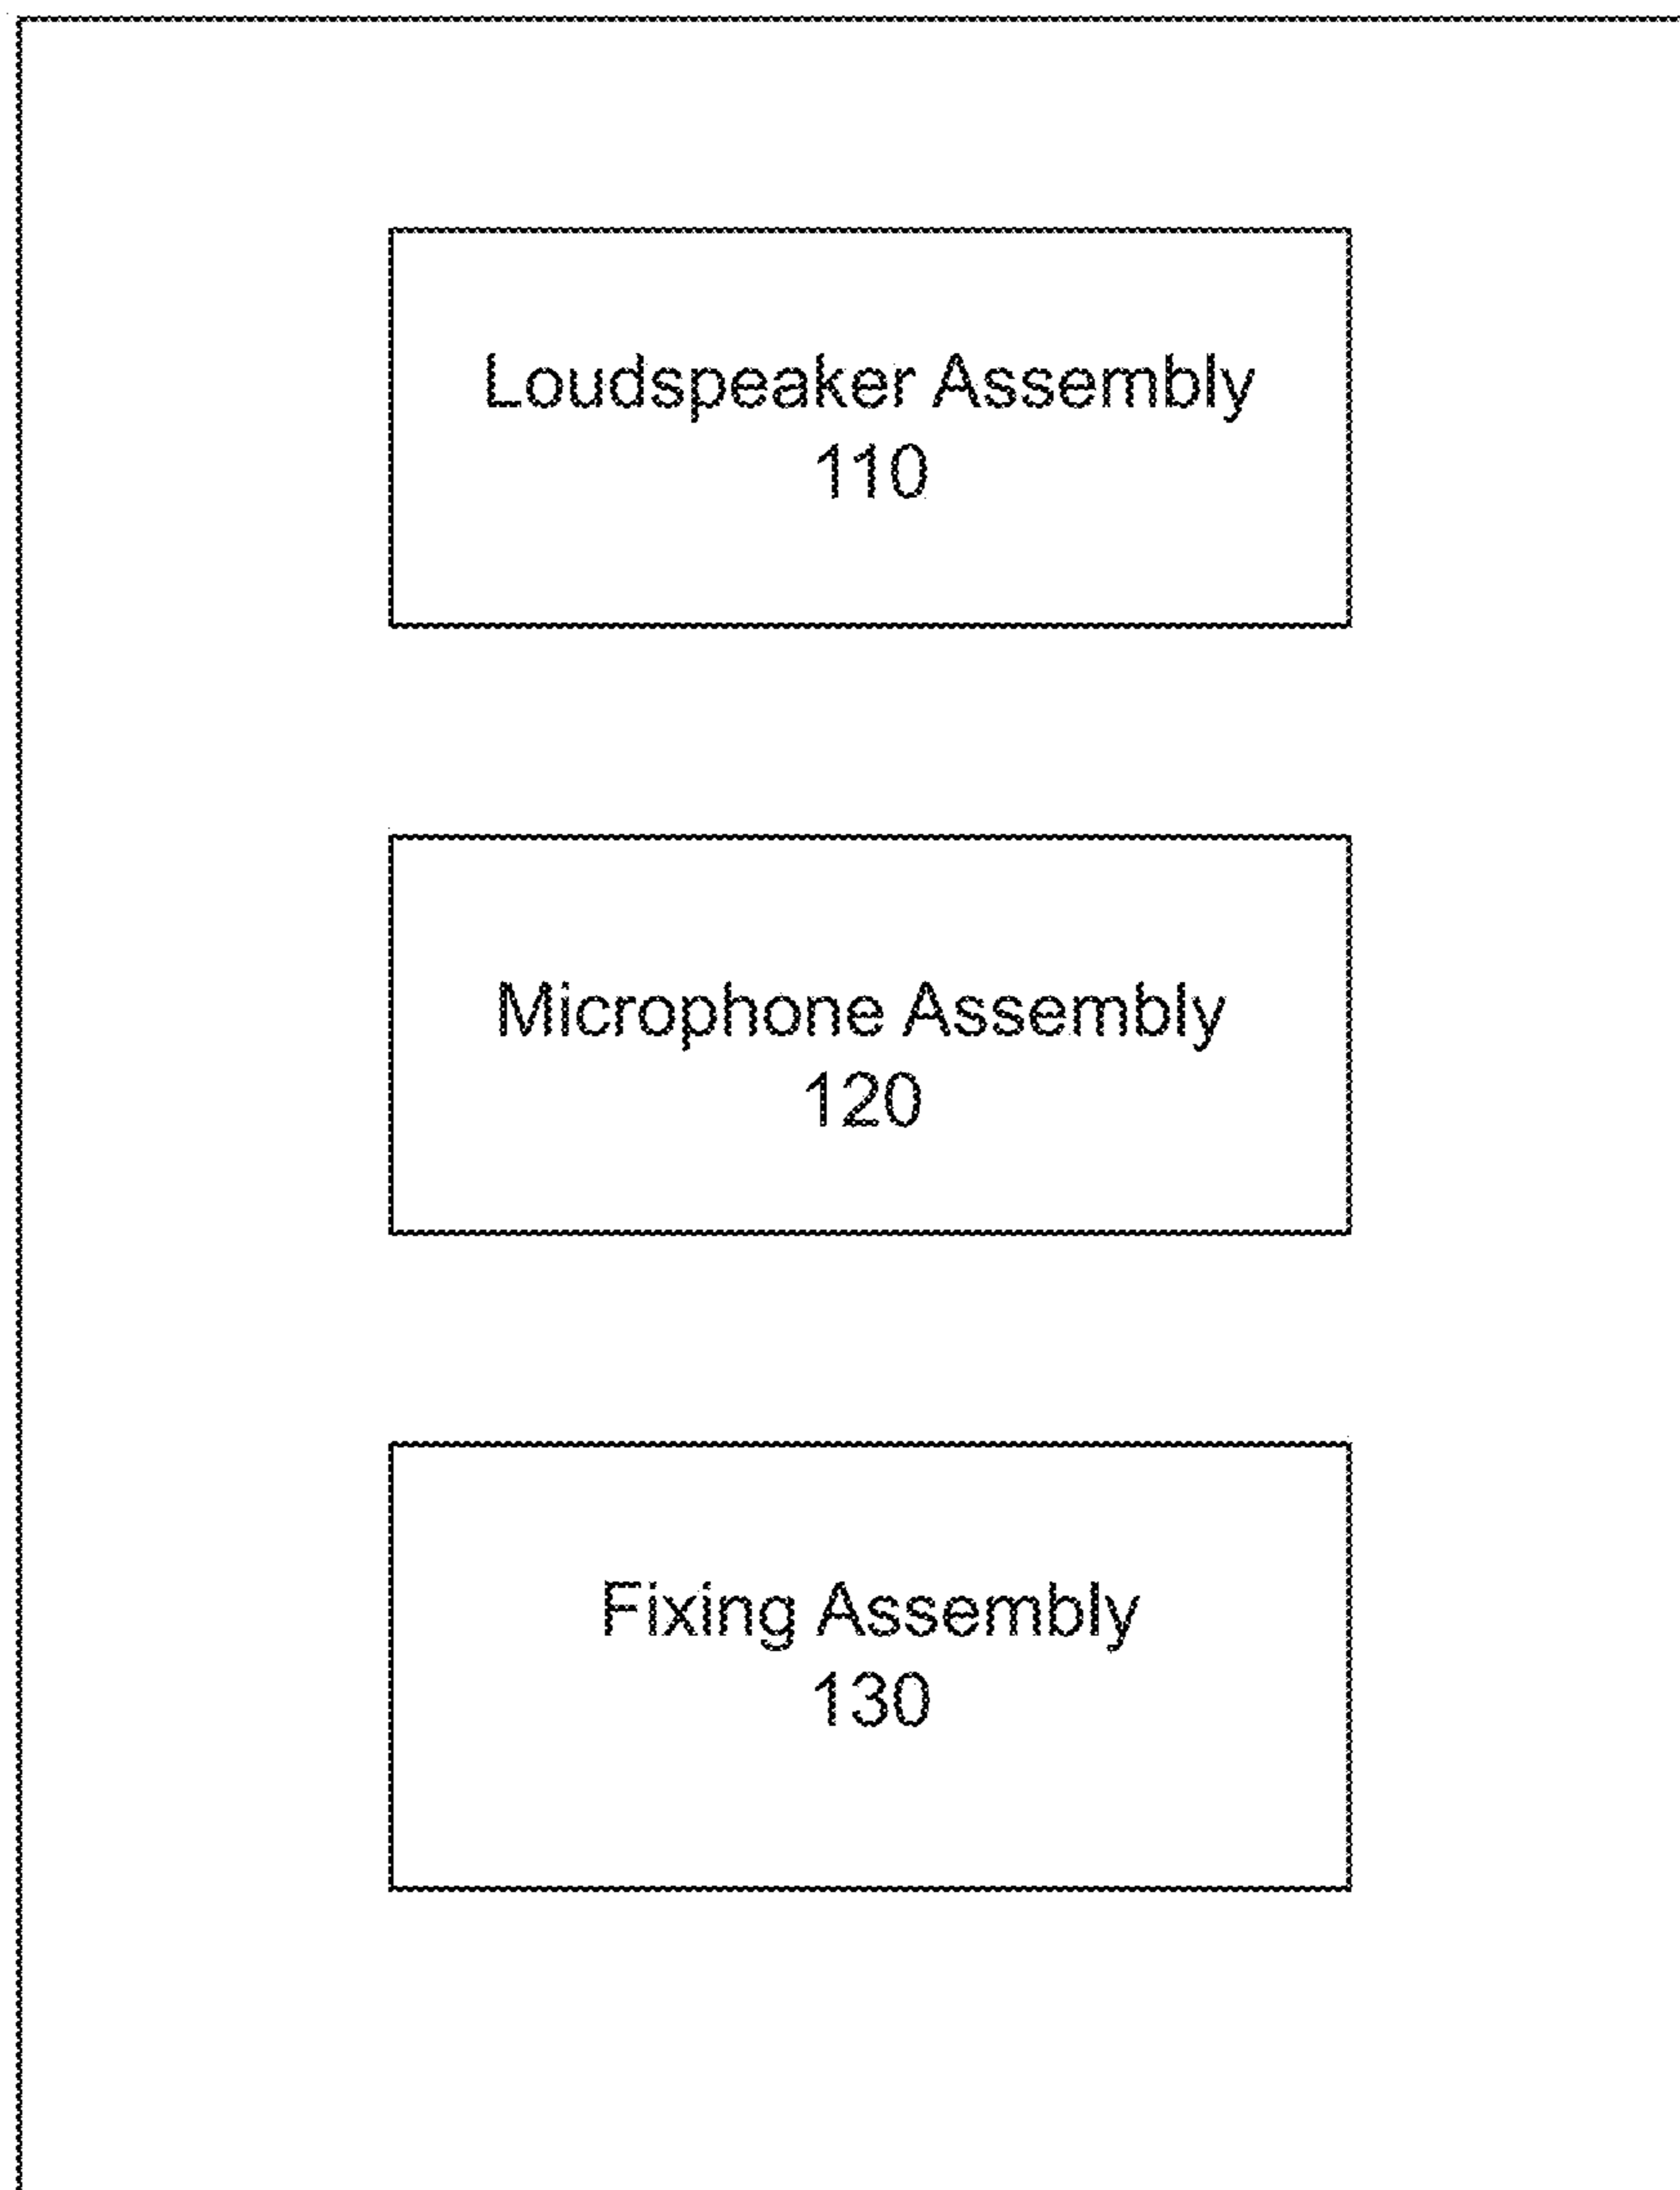 Loudspeaker Assembly
110
Microphone Assembly
120
Fixing Assembly
130